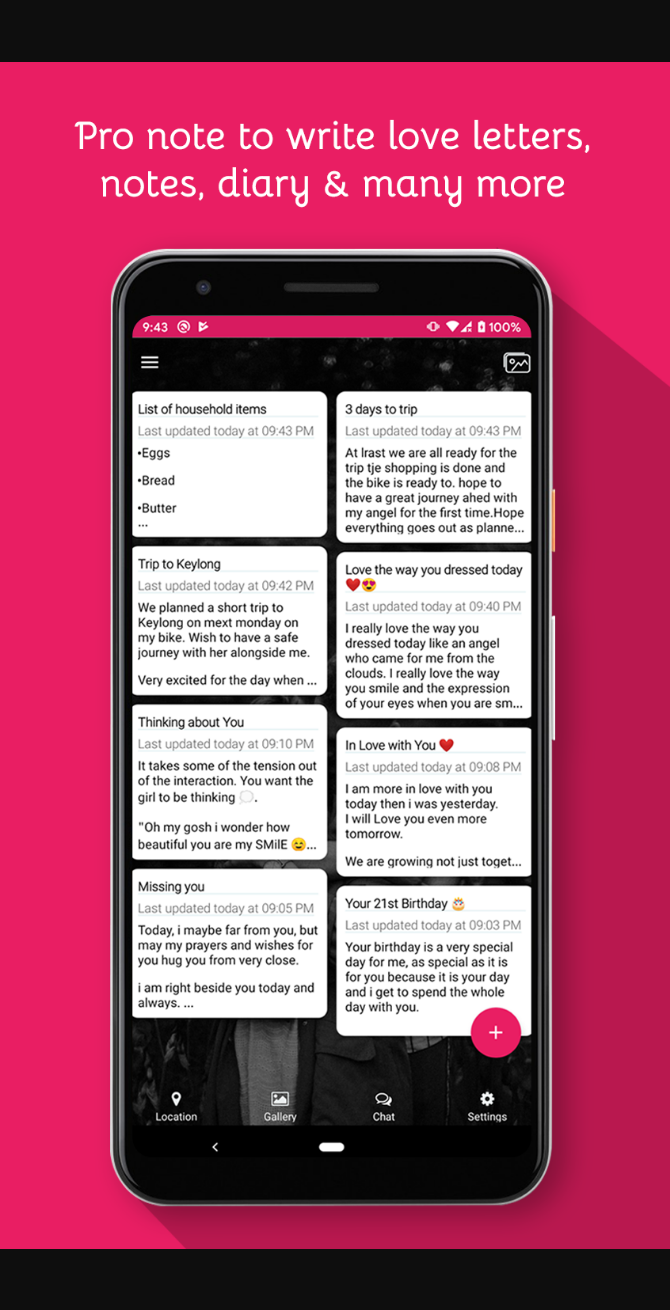 Pro note to write love letters,
notes, diary & many more
9:43
100%
List of household items
Last updated today at 09:43 PM
•Eggs
•Bread
•Butter
...
Trip to Keylong
Last updated today at 09:42 PM
We planned a short trip to
Keylong on mext monday on
my bike. Wish to have a safe
journey with her alongside me.
Very excited for the day when ...
Thinking about You
Last updated today at 09:10 PM
It takes some of the tension out
of the interaction. You want the
girl to be thinking 💭.
"Oh my gosh i wonder how
beautiful you are my SMilE 😄...
Missing you
Last updated today at 09:05 PM
Today, i maybe far from you, but
may my prayers and wishes for
you hug you from very close.
i am right beside you today and
always. ...
3 days to trip
Last updated today at 09:43 PM
At lrast we are all ready for the
trip tje shopping is done and
the bike is ready to. hope to
have a great journey ahed with
my angel for the first time.Hope
everything goes out as planne...
Love the way you dressed today
❤️😍
Last updated today at 09:40 PM
I really love the way you
dressed today like an angel
who came for me from the
clouds. I really love the way
you smile and the expression
of your eyes when you are sm...
In Love with You ❤️
Last updated today at 09:08 PM
I am more in love with you
today then i was yesterday.
I will Love you even more
tomorrow.
We are growing not just toget...
Your 21st Birthday 🎂
Last updated today at 09:03 PM
Your birthday is a very special
day for me, as special as it is
for you because it is your day
and i get to spend the whole
day with you.
+
Location
Gallery
Chat
Settings